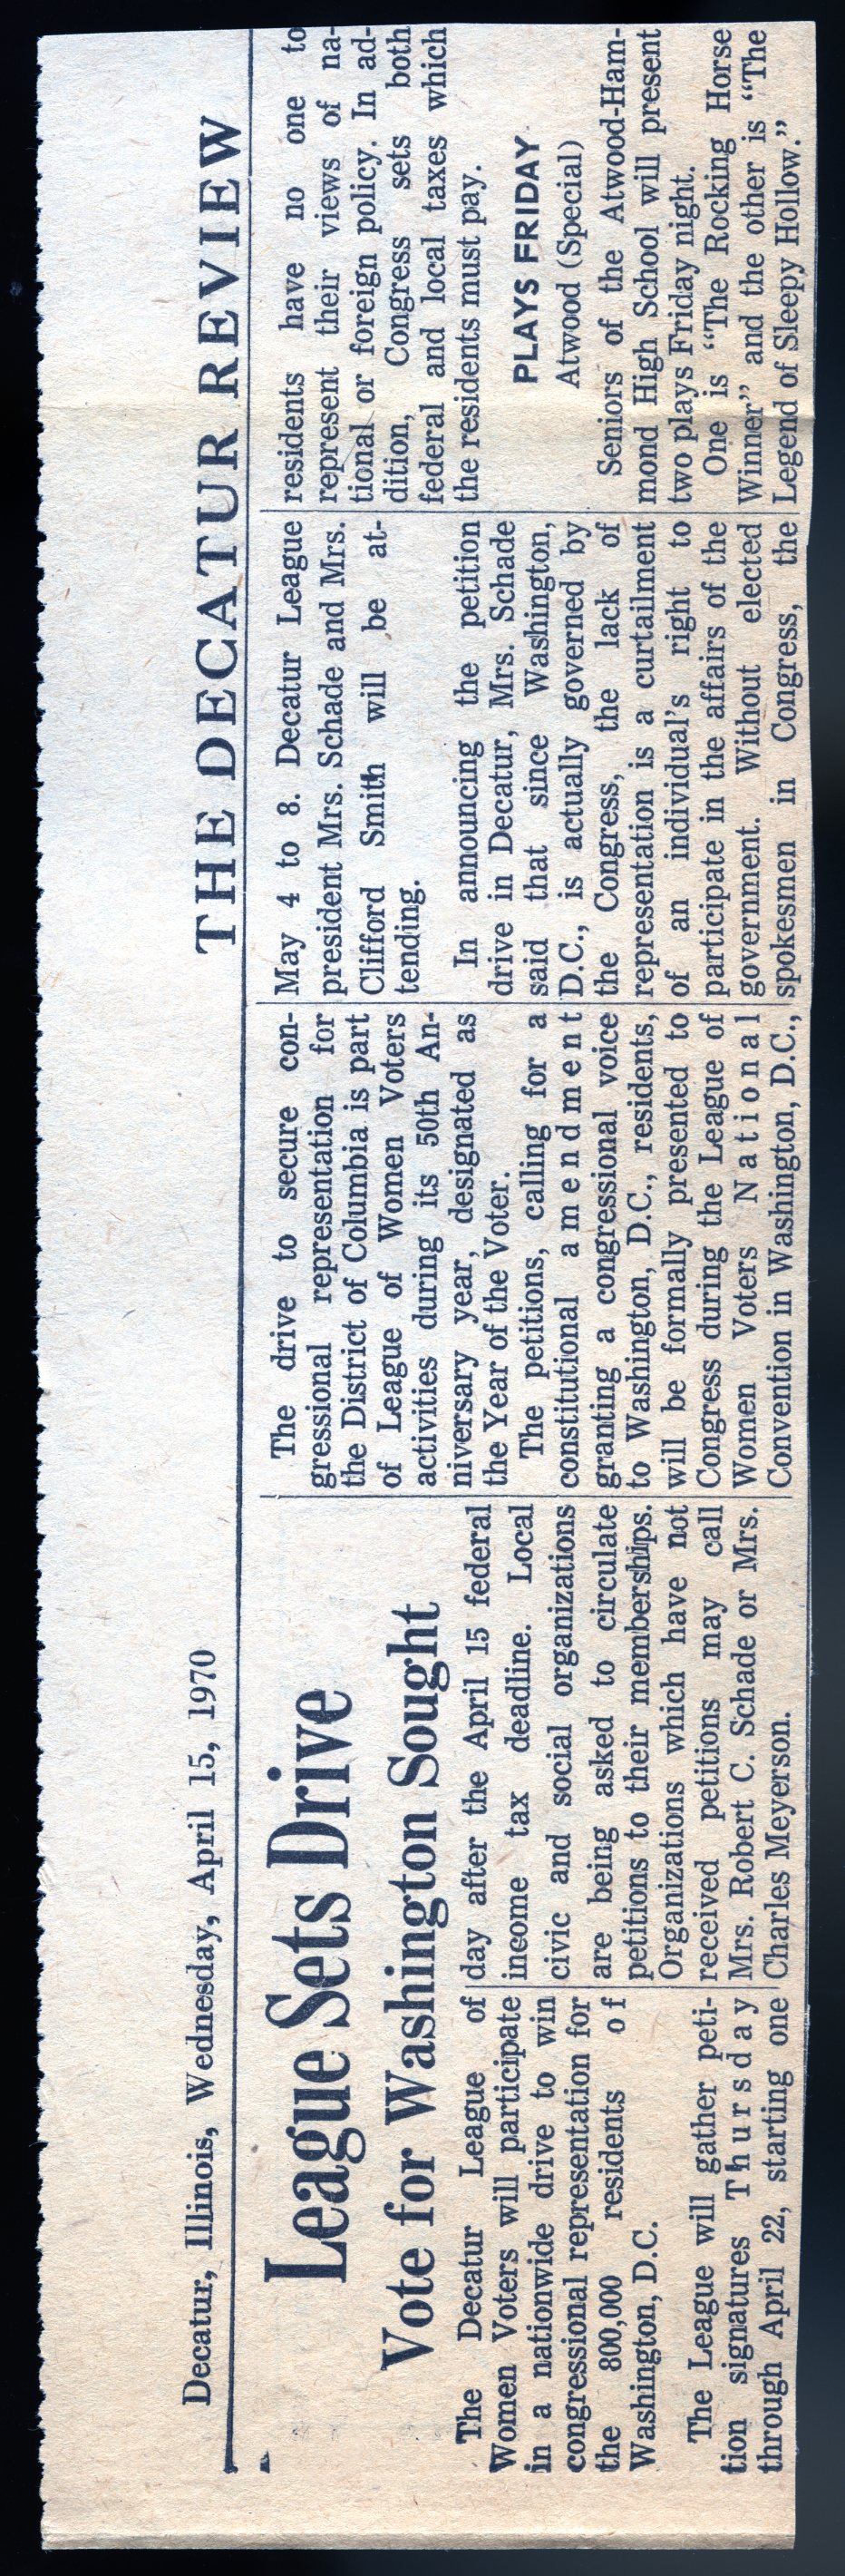 Decatur, Illinois, Wednesday, April 15, 1970
THE DECATUR REVIEW
League Sets Drive
Vote for Washington Sought
The Decatur League of
Women Voters will participate
in a nationwide drive to win
congressional representation for
the 800,000 residents of
Washington, D.C.
The League will gather peti-
tion signatures Thursday
through April 22, starting one
day after the April 15 federal
income tax deadline. Local
civic and social organizations
are being asked to circulate
petitions to their memberships.
Organizations which have not
received petitions may call
Mrs. Robert C. Schade or Mrs.
Charles Meyerson.
The drive to secure con-
gressional representation for
the District of Columbia is part
of League of Women Voters
activities during its 50th An-
niversary year, designated as
the Year of the Voter.
The petitions, calling for a
constitutional amendment
granting a congressional voice
to Washington, D.C., residents,
will be formally presented to
Congress during the League of
Women Voters National
Convention in Washington, D.C.,
May 4 to 8. Decatur League
president Mrs. Schade and Mrs.
Clifford Smith will be at-
tending.
In announcing the petition
drive in Decatur, Mrs. Schade
said that since Washington,
D.C., is actually governed by
the Congress, the lack of
representation is a curtailment
of an individual's right to
participate in the affairs of the
government. Without elected
spokesmen in Congress, the
residents have no one to
represent their views of na-
tional or foreign policy. In ad-
dition, Congress sets both
federal and local taxes which
the residents must pay.
PLAYS FRIDAY
Atwood (Special)
Seniors of the Atwood-Ham-
mond High School will present
two plays Friday night.
One is “The Rocking Horse
Winner” and the other is “The
Legend of Sleepy Hollow.”